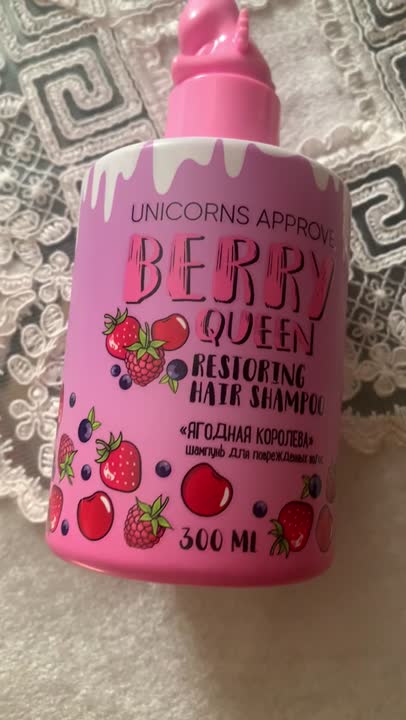 UNICORNS APPROVE
BERRY
QUEEN
RESTORING
HAIR SHAMPOO
«ЯГОДНАЯ КОРОЛЕВА»
шампунь для поврежденных
300 ML